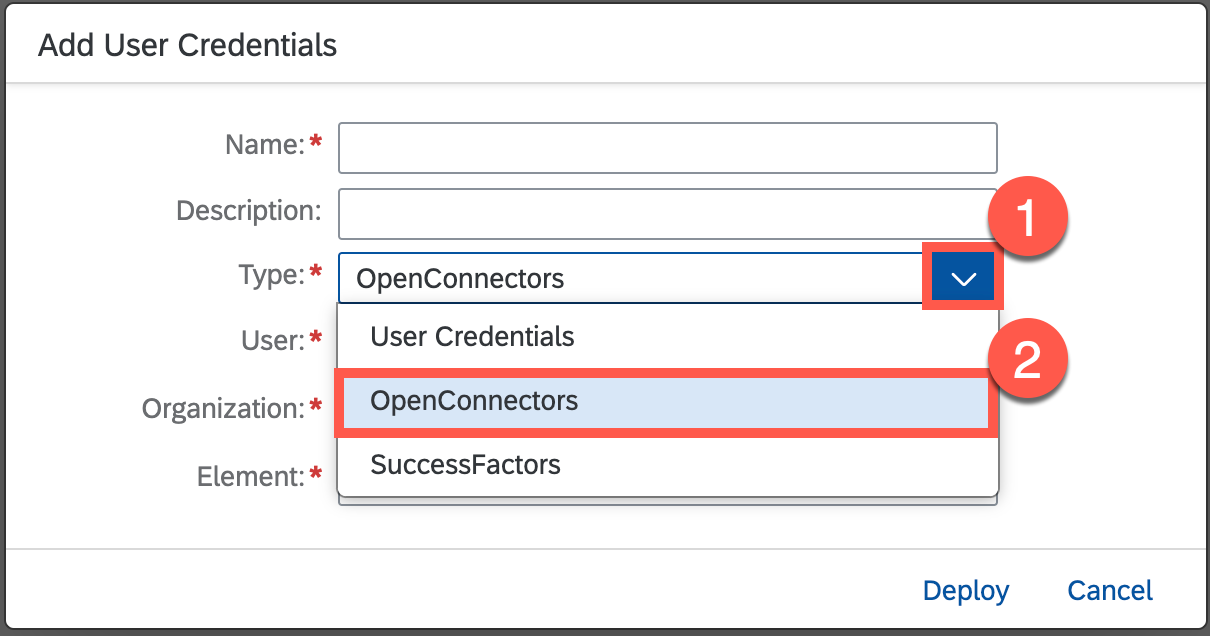 Add User Credentials
Name:*
Description:
1
Type:* OpenConnectors
User:* User Credentials
2
Organization:* OpenConnectors
Element:* SuccessFactors
Deploy Cancel